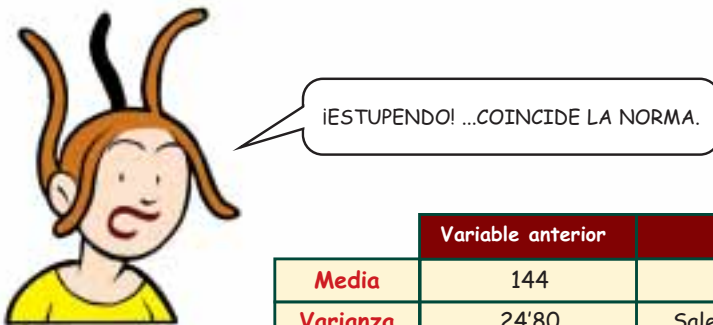 ¡ESTUPENDO! ...COINCIDE LA NORMA.
Variable anterior
Media 144
Varianza 24'80 Sale